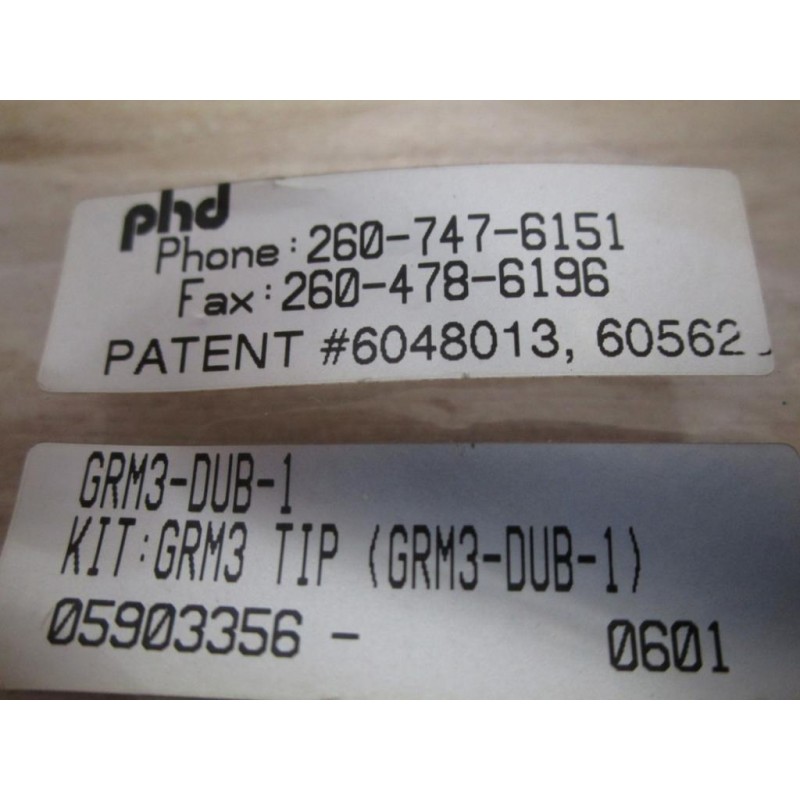 phd
Phone: 260-747-6151
Fax: 260-478-6196
PATENT #6048013, 60562
GRM3-DUB-1
KIT:GRM3 TIP (GRM3-DUB-1)
05903356 - 0601